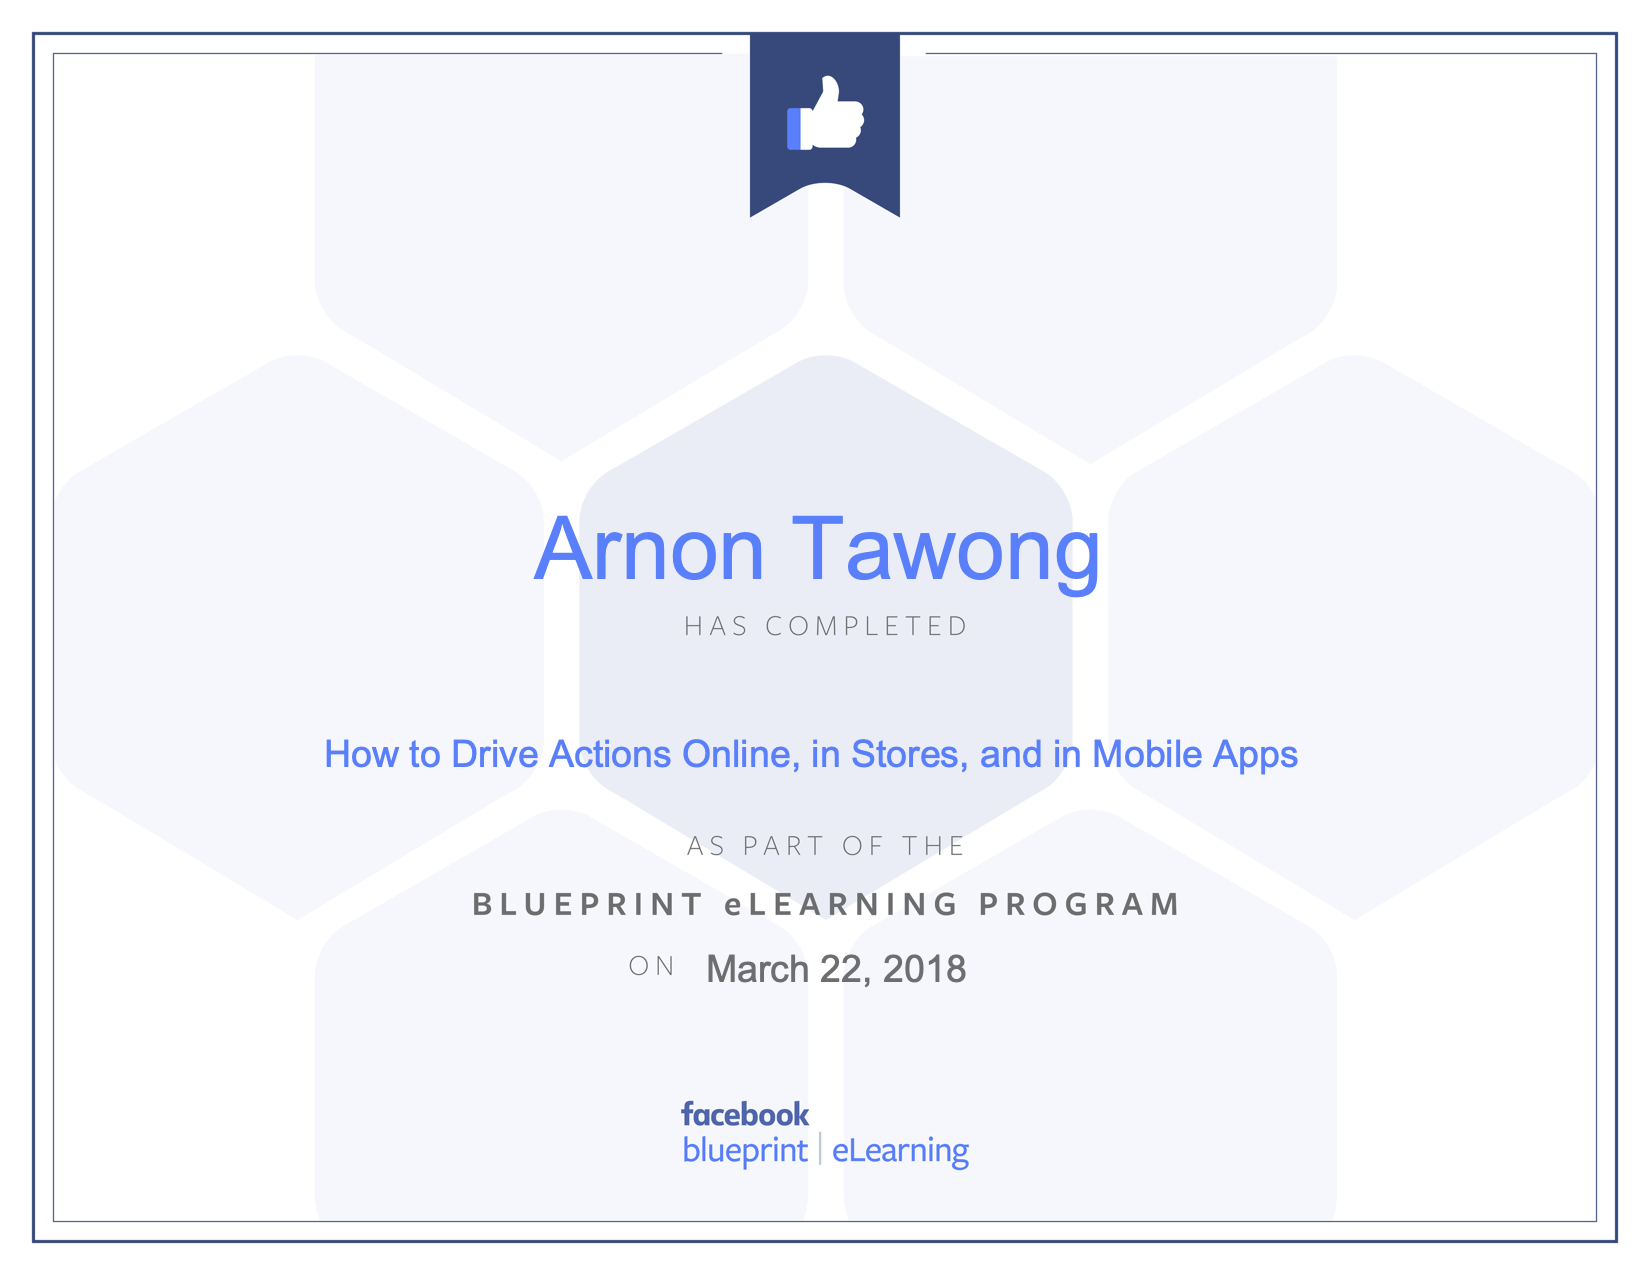 Arnon Tawong
HAS COMPLETED
How to Drive Actions Online, in Stores, and in Mobile Apps
AS PART OF THE
BLUEPRINT eLEARNING PROGRAM
ON March 22, 2018
facebook
blueprint | eLearning